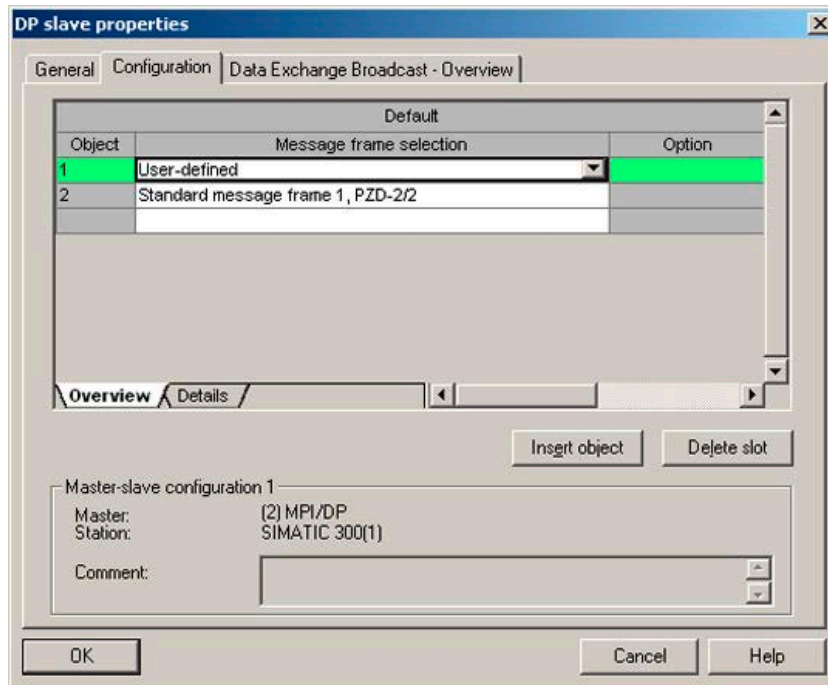 DP slave properties
General Configuration Data Exchange Broadcast - Overview
Default
Object Message frame selection Option
1 User-defined
2 Standard message frame 1, PZD-2/2
Overview Details
Insert object Delete slot
Master-slave configuration 1
Master: (2) MPI/DP
Station: SIMATIC 300(1)
Comment:
OK Cancel Help